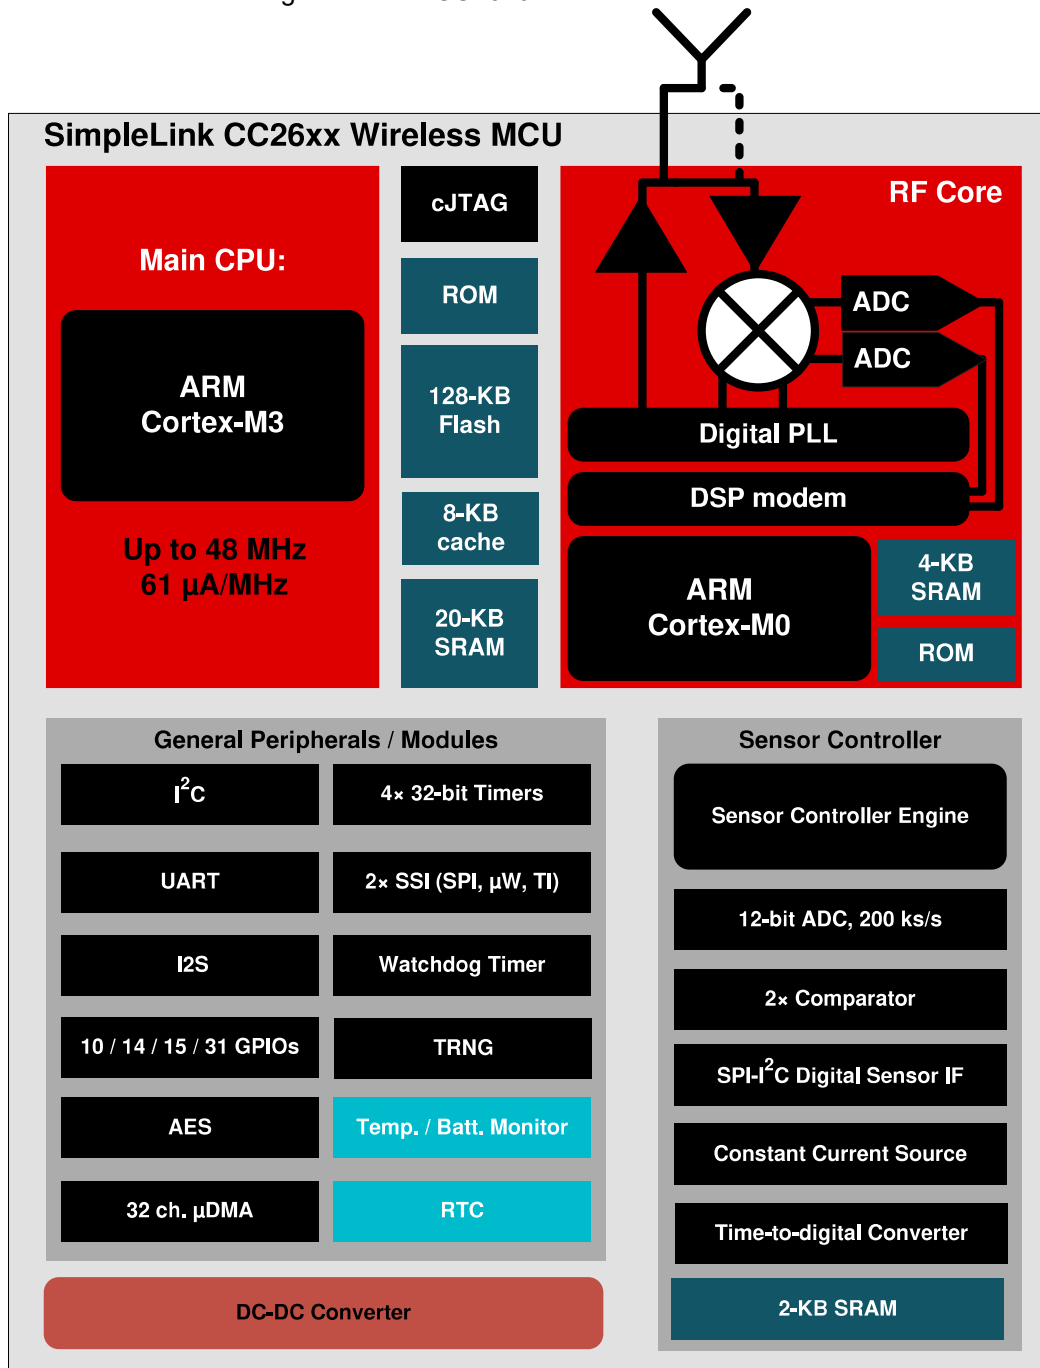 SimpleLink CC26xx Wireless MCU
Main CPU:
ARM
Cortex-M3
Up to 48 MHz
61 µA/MHz
cJTAG
ROM
128-KB
Flash
8-KB
cache
20-KB
SRAM
RF Core
ADC
ADC
Digital PLL
DSP modem
ARM
Cortex-M0
4-KB
SRAM
ROM
General Peripherals / Modules
I²C
4× 32-bit Timers
UART
2× SSI (SPI, µW, TI)
I2S
Watchdog Timer
10 / 14 / 15 / 31 GPIOs
TRNG
AES
Temp. / Batt. Monitor
32 ch. µDMA
RTC
DC-DC Converter
Sensor Controller
Sensor Controller Engine
12-bit ADC, 200 ks/s
2× Comparator
SPI-I²C Digital Sensor IF
Constant Current Source
Time-to-digital Converter
2-KB SRAM